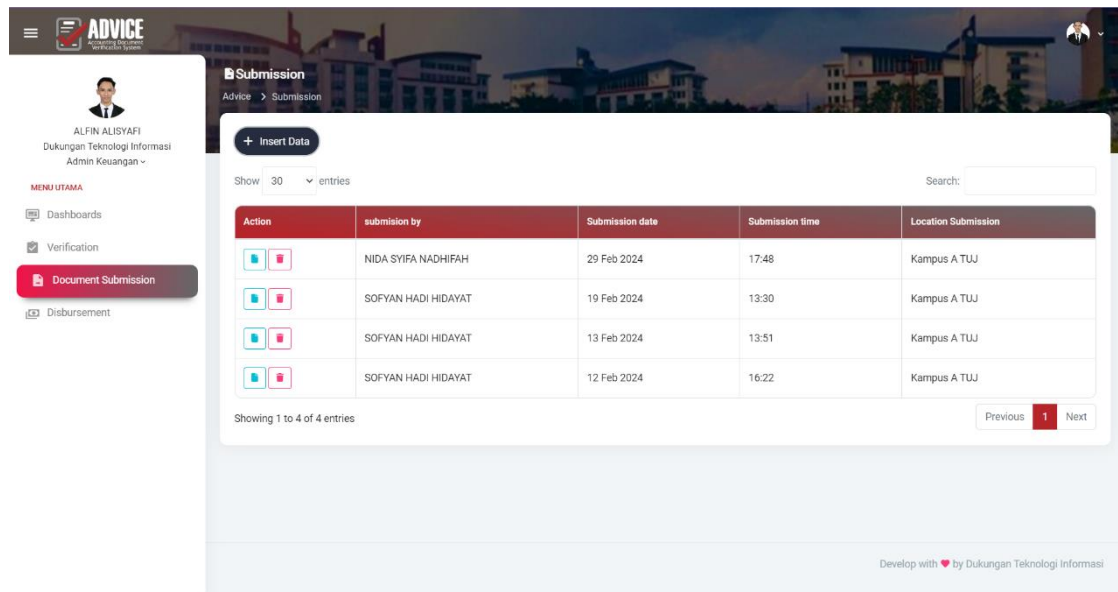 ADVICE
Accounting Document
Verification System
ALFIN ALISYAFI
Dukungan Teknologi Informasi
Admin Keuangan
MENU UTAMA
Dashboards
Verification
Document Submission
Disbursement
Submission
Advice > Submission
+ Insert Data
Show 30 entries
Search:
Action submision by Submission date Submission time Location Submission
NIDA SYIFA NADHIFAH 29 Feb 2024 17:48 Kampus A TUJ
SOFYAN HADI HIDAYAT 19 Feb 2024 13:30 Kampus A TUJ
SOFYAN HADI HIDAYAT 13 Feb 2024 13:51 Kampus A TUJ
SOFYAN HADI HIDAYAT 12 Feb 2024 16:22 Kampus A TUJ
Showing 1 to 4 of 4 entries
Previous 1 Next
Develop with ❤ by Dukungan Teknologi Informasi